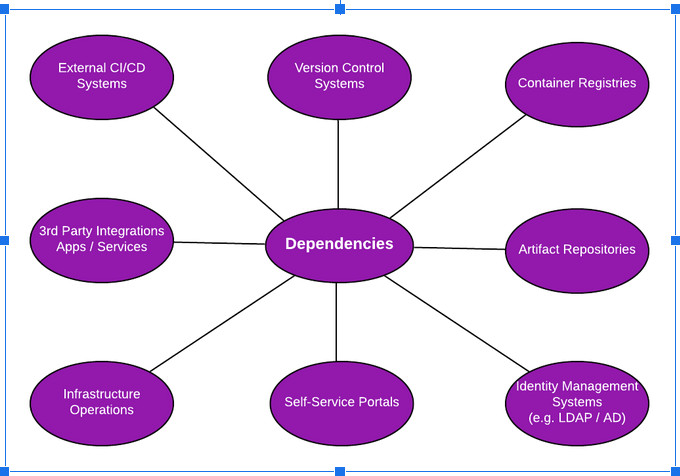 External CI/CD
Systems
Version Control
Systems
Container Registries
3rd Party Integrations
Apps / Services
Dependencies
Artifact Repositories
Infrastructure
Operations
Self-Service Portals
Identity Management
Systems
(e.g. LDAP / AD)